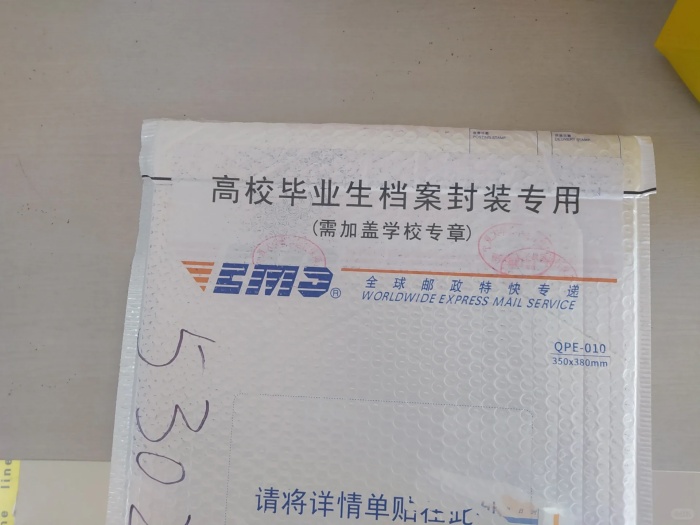 高校毕业生档案封装专用
(需加盖学校专章)
EMS®
全球邮政特快专递
WORLDWIDE EXPRESS MAIL SERVICE
QPE-010
350x380mm
5302
请将详情单贴在此
line